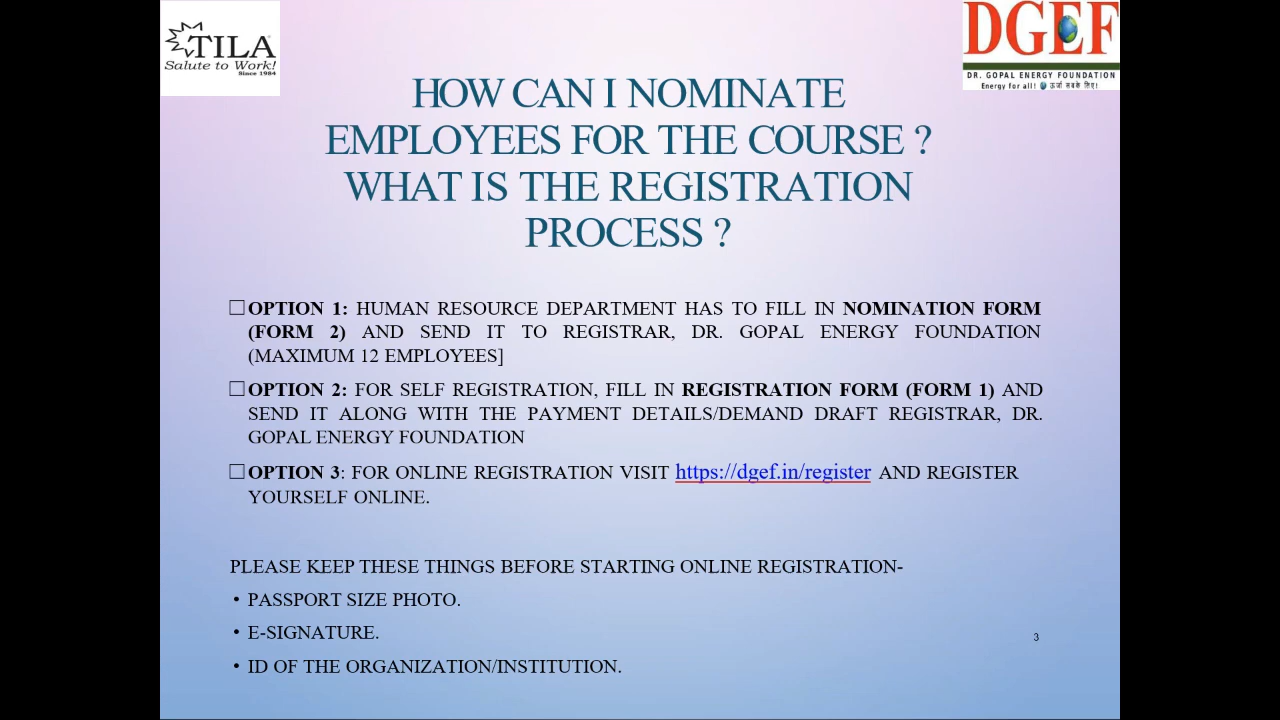 TILA
Salute to Work!
Since 1984
DGEF
DR. GOPAL ENERGY FOUNDATION
Energy for all! ऊर्जा सबके लिए!
HOW CAN I NOMINATE
EMPLOYEES FOR THE COURSE ?
WHAT IS THE REGISTRATION
PROCESS ?
OPTION 1: HUMAN RESOURCE DEPARTMENT HAS TO FILL IN NOMINATION FORM
(FORM 2) AND SEND IT TO REGISTRAR, DR. GOPAL ENERGY FOUNDATION
(MAXIMUM 12 EMPLOYEES]
OPTION 2: FOR SELF REGISTRATION, FILL IN REGISTRATION FORM (FORM 1) AND
SEND IT ALONG WITH THE PAYMENT DETAILS/DEMAND DRAFT REGISTRAR, DR.
GOPAL ENERGY FOUNDATION
OPTION 3: FOR ONLINE REGISTRATION VISIT https://dgef.in/register AND REGISTER
YOURSELF ONLINE.
PLEASE KEEP THESE THINGS BEFORE STARTING ONLINE REGISTRATION-
• PASSPORT SIZE PHOTO.
• E-SIGNATURE.
• ID OF THE ORGANIZATION/INSTITUTION.
3